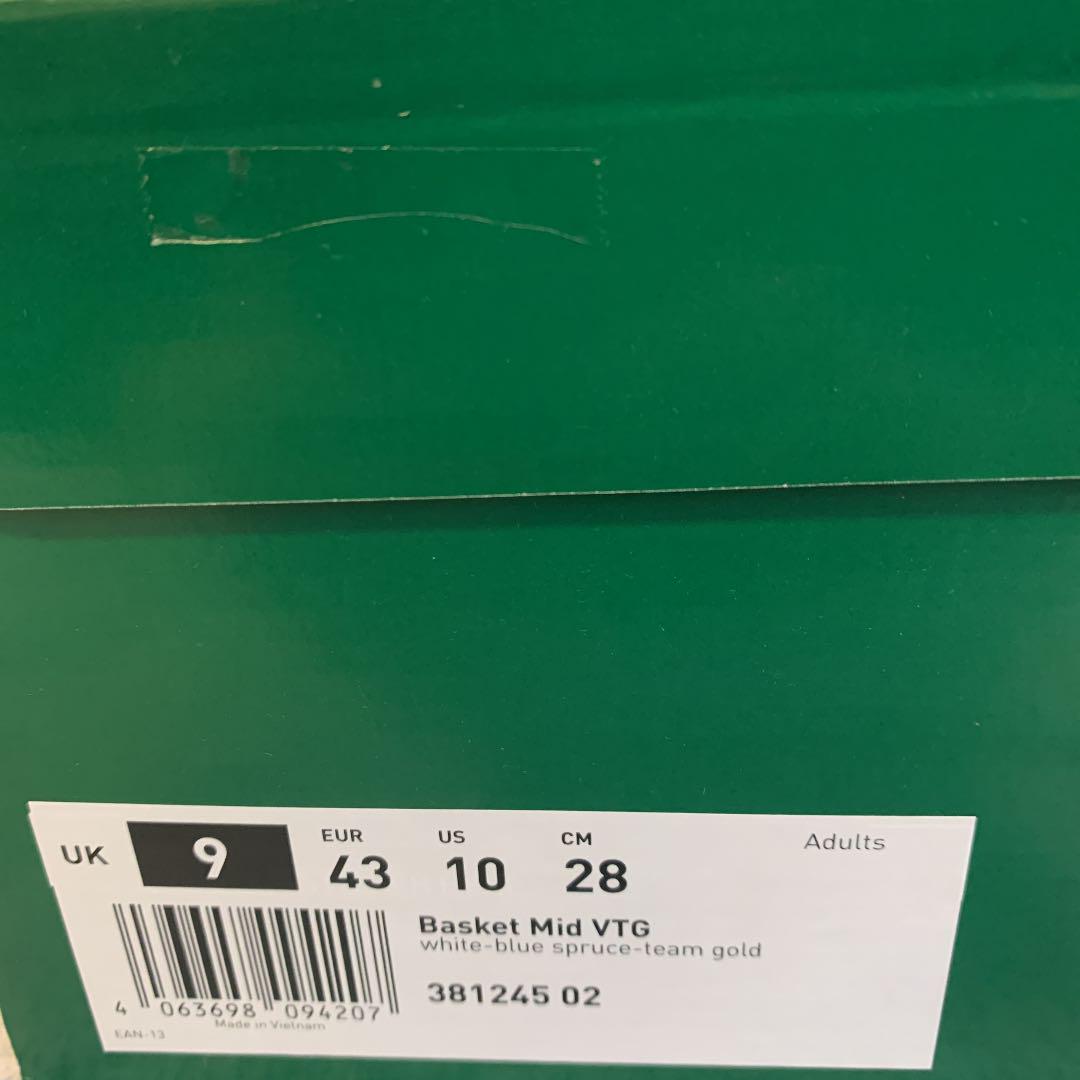 UK 9 EUR 43 US 10 CM 28 Adults
Basket Mid VTG
white-blue spruce-team gold
381245 02
4 063698 094207
Made in Vietnam
EAN-13